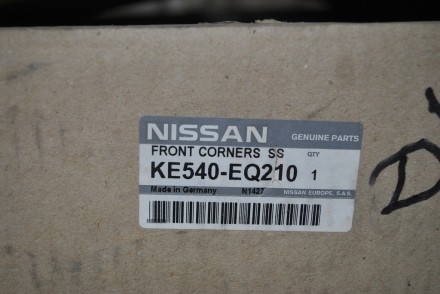 NISSAN GENUINE PARTS
FRONT CORNERS SS QTY
KE540-EQ210 1
Made in Germany N1427 NISSAN EUROPE, S.A.S.
D